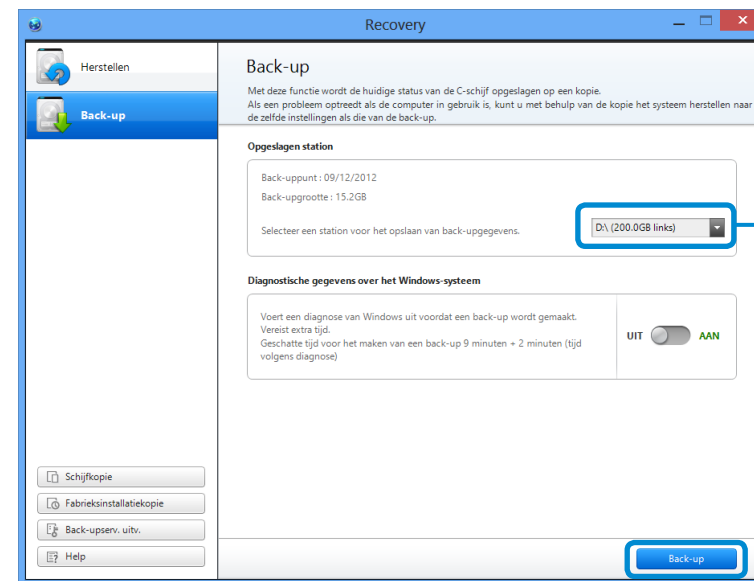 Recovery
Herstellen
Back-up
Back-up
Met deze functie wordt de huidige status van de C-schijf opgeslagen op een kopie.
Als een probleem optreedt als de computer in gebruik is, kunt u met behulp van de kopie het systeem herstellen naar
de zelfde instellingen als die van de back-up.
Opgeslagen station
Back-uppunt : 09/12/2012
Back-upgrootte : 15.2GB
Selecteer een station voor het opslaan van back-upgegevens.
D:\ (200.0GB links)
Diagnostische gegevens over het Windows-systeem
Voert een diagnose van Windows uit voordat een back-up wordt gemaakt.
Vereist extra tijd.
Geschatte tijd voor het maken van een back-up 9 minuten + 2 minuten (tijd
volgens diagnose)
UIT AAN
Schijfkopie
Fabrieksinstallatiekopie
Back-upserv. uitv.
Help
Back-up